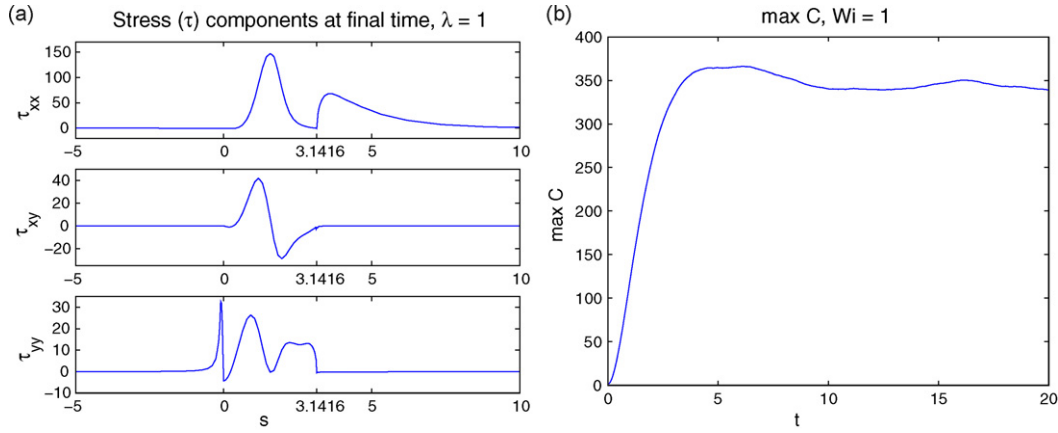 (a)
Stress (τ) components at final time, λ = 1
150
100
50
0
τxx
−5 0 3.1416 5 10
40
20
0
−20
τxy
−5 0 3.1416 5 10
30
20
10
0
−10
τyy
−5 0 3.1416 5 10
s
(b)
max C, Wi = 1
400
350
300
250
200
150
100
50
0
max C
0 5 10 15 20
t